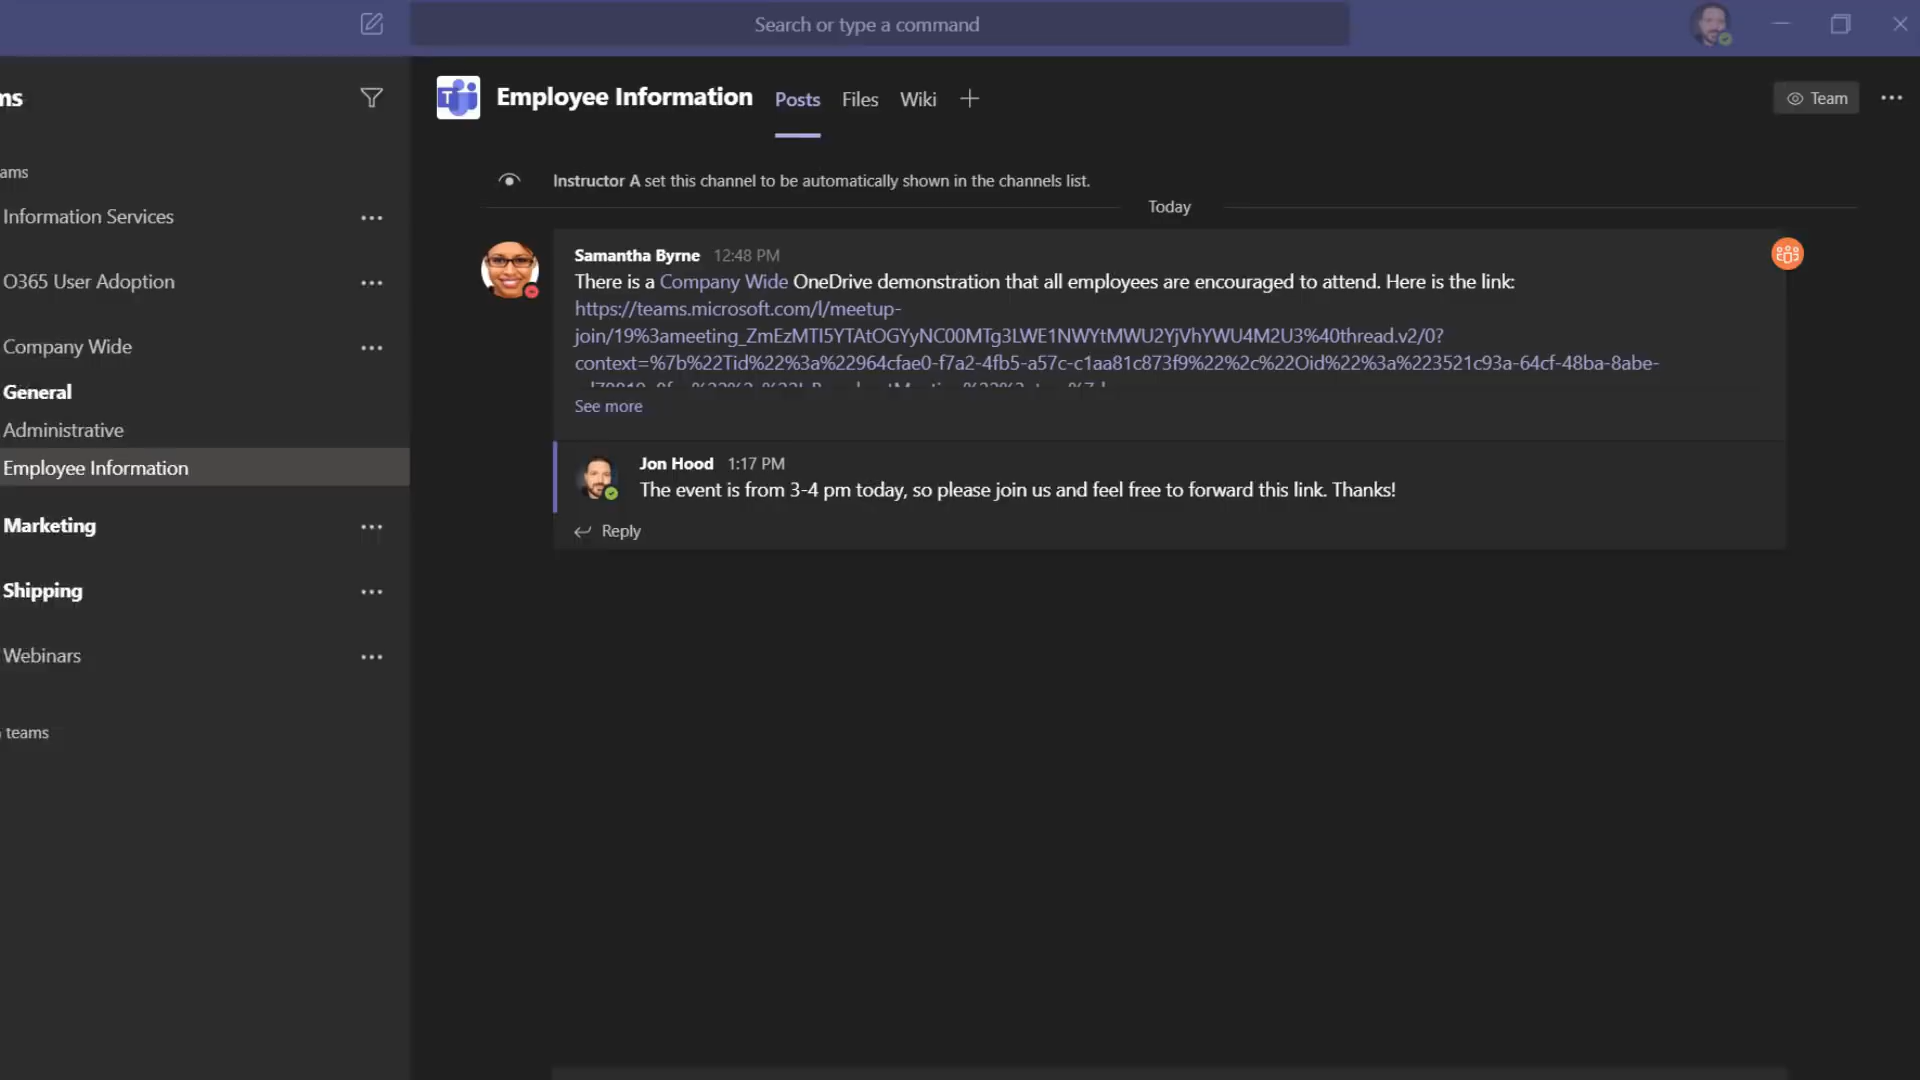 Search or type a command
ms
Employee Information
Posts
Files
Wiki
Team
ams
Information Services
O365 User Adoption
Company Wide
General
Administrative
Employee Information
Marketing
Shipping
Webinars
teams
Instructor A set this channel to be automatically shown in the channels list.
Today
Samantha Byrne 12:48 PM
There is a Company Wide OneDrive demonstration that all employees are encouraged to attend. Here is the link:
https://teams.microsoft.com/l/meetup-
join/19%3ameeting_ZmEzMTI5YTAtOGYyNC00MTg3LWE1NWYtMWU2YjVhYWU4M2U3%40thread.v2/0?
context=%7b%22Tid%22%3a%22964cfae0-f7a2-4fb5-a57c-c1aa81c873f9%22%2c%22Oid%22%3a%223521c93a-64cf-48ba-8abe-
See more
Jon Hood 1:17 PM
The event is from 3-4 pm today, so please join us and feel free to forward this link. Thanks!
Reply